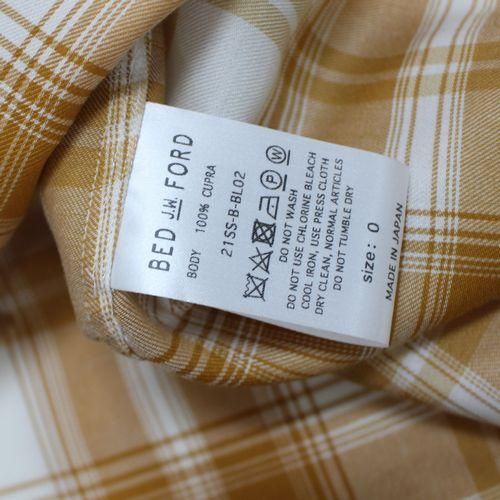 BED J.W. FORD
BODY 100% CUPRA
21SS-B-BL02
P W
DO NOT WASH
DO NOT USE CHLORINE BLEACH
COOL IRON, USE PRESS CLOTH
DRY CLEAN, NORMAL ARTICLES
DO NOT TUMBLE DRY
size: 0
MADE IN JAPAN